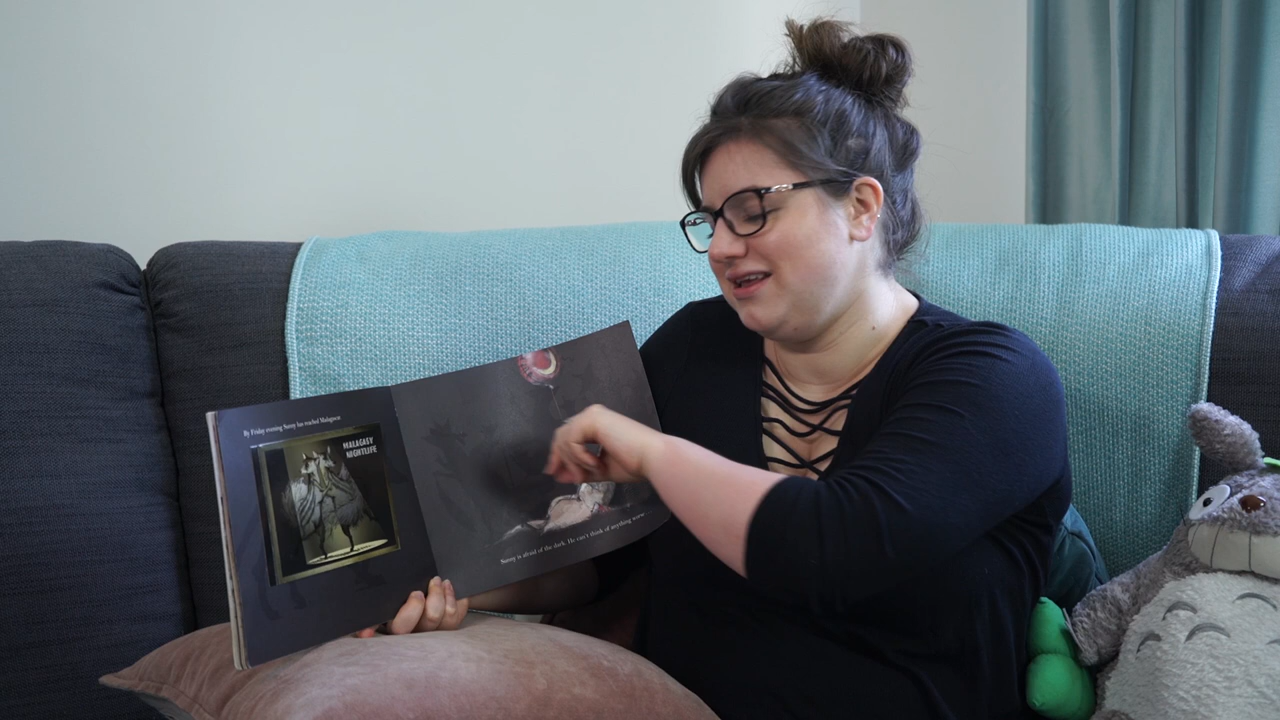 By Friday evening Sunny has reached Malagascu
MALAGASY
NIGHTLIFE
Sunny is afraid of the dark. He can't think of anything worse.